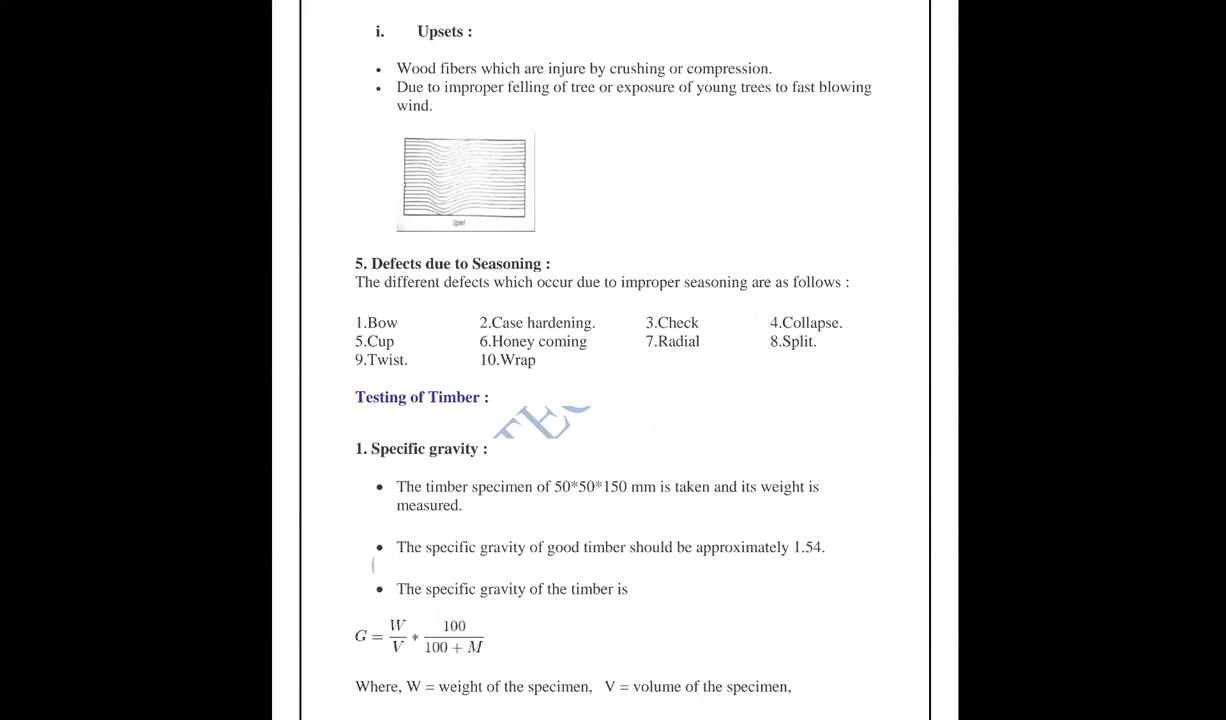 i. Upsets :
• Wood fibers which are injure by crushing or compression.
• Due to improper felling of tree or exposure of young trees to fast blowing
wind.
Upset
5. Defects due to Seasoning :
The different defects which occur due to improper seasoning are as follows :
1.Bow 2.Case hardening. 3.Check 4.Collapse.
5.Cup 6.Honey coming 7.Radial 8.Split.
9.Twist. 10.Wrap
Testing of Timber :
1. Specific gravity :
• The timber specimen of 50*50*150 mm is taken and its weight is
measured.
• The specific gravity of good timber should be approximately 1.54.
• The specific gravity of the timber is
G = W/V * 100/(100 + M)
Where, W = weight of the specimen, V = volume of the specimen,